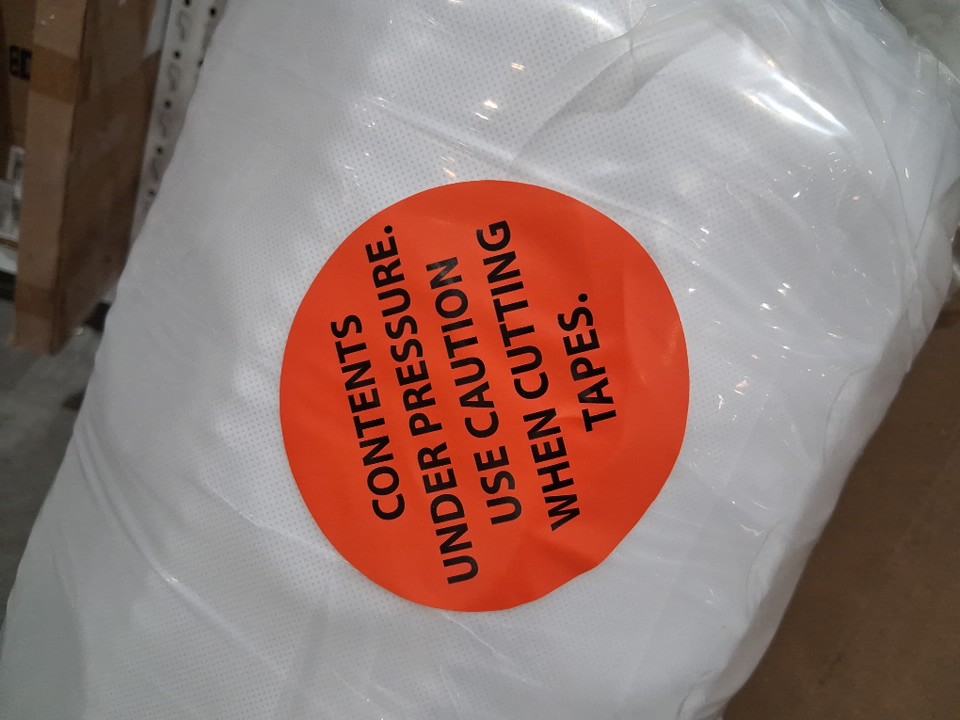 CONTENTS
UNDER PRESSURE.
USE CAUTION
WHEN CUTTING
TAPES.